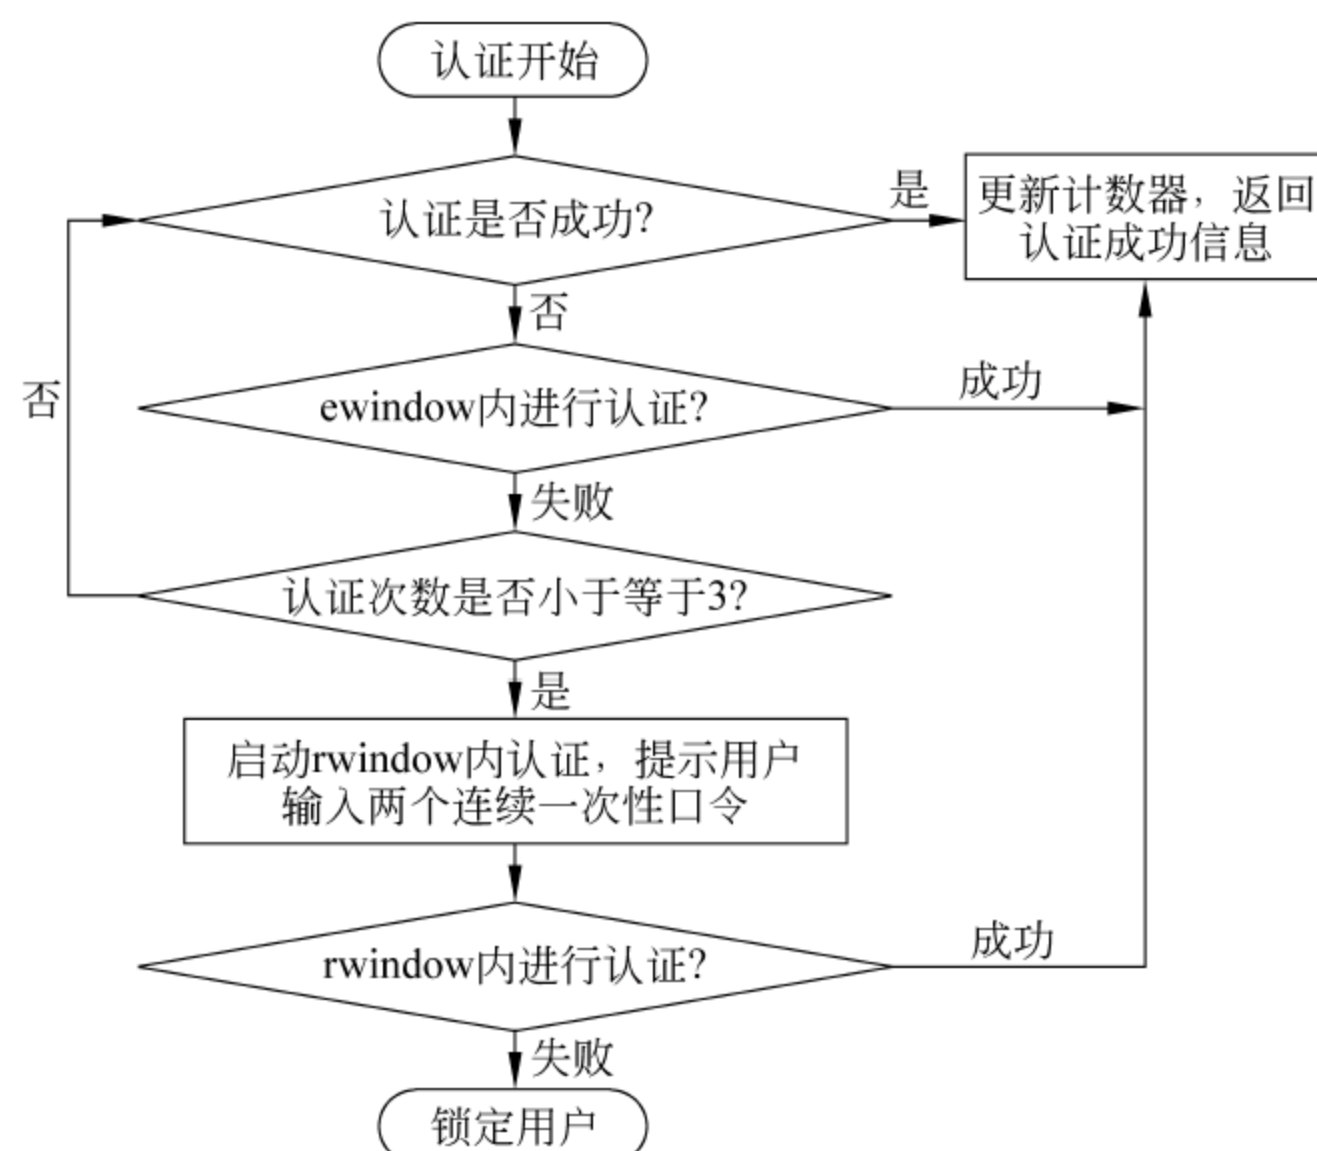 认证开始
认证是否成功?
是
更新计数器，返回
认证成功信息
否
ewindow内进行认证?
成功
否
失败
认证次数是否小于等于3?
是
启动rwindow内认证，提示用户
输入两个连续一次性口令
rwindow内进行认证?
成功
失败
锁定用户